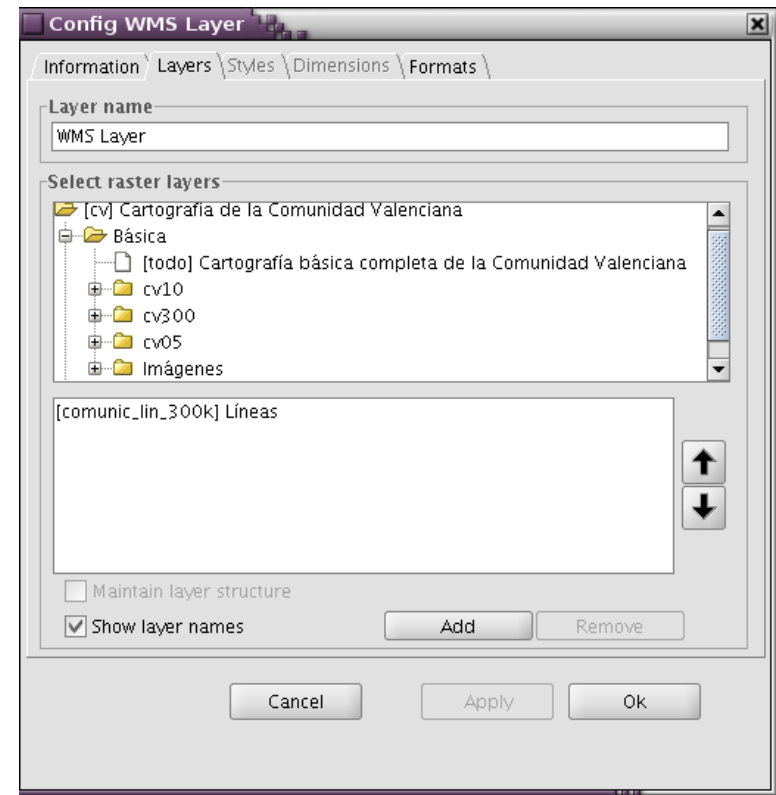 Config WMS Layer
Information Layers Styles Dimensions Formats
Layer name
WMS Layer
Select raster layers
[cv] Cartografía de la Comunidad Valenciana
Básica
[todo] Cartografía básica completa de la Comunidad Valenciana
cv10
cv300
cv05
Imágenes
[comunic_lin_300k] Líneas
Maintain layer structure
Show layer names Add Remove
Cancel Apply Ok